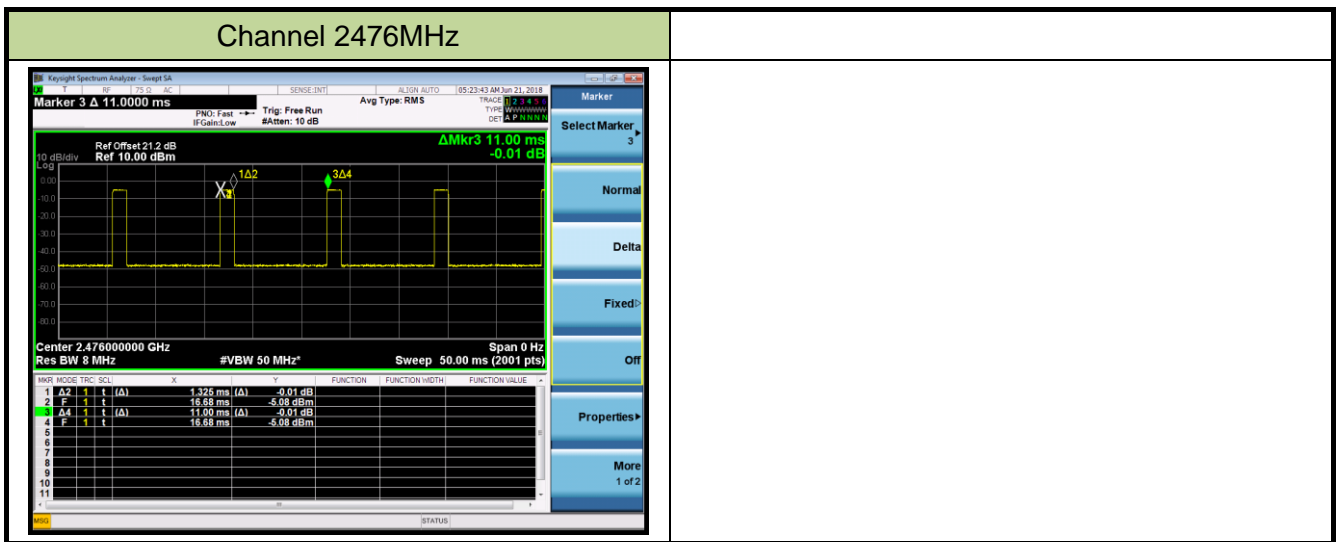 Channel 2476MHz
Keysight Spectrum Analyzer - Swept SA
T RF 75 Ω AC SENSE:INT ALIGN AUTO 05:23:43 AM Jun 21, 2018
Marker 3 Δ 11.0000 ms
PNO: Fast
IFGain:Low
Trig: Free Run
#Atten: 10 dB
Avg Type: RMS
TRACE 1 2 3 4 5 6
TYPE WWWWWW
DET A P N N N N
Marker
Select Marker
3
Normal
Delta
Fixed
Off
Properties
More
1 of 2
ΔMkr3 11.00 ms
-0.01 dB
Ref Offset 21.2 dB
10 dB/div Ref 10.00 dBm
Log
1Δ2
3Δ4
0.00
-10.0
-20.0
-30.0
-40.0
-50.0
-60.0
-70.0
-80.0
Center 2.476000000 GHz Span 0 Hz
Res BW 8 MHz #VBW 50 MHz* Sweep 50.00 ms (2001 pts)
MKR MODE TRC SCL X Y FUNCTION FUNCTION WIDTH FUNCTION VALUE
1 Δ2 1 t (Δ) 1.325 ms (Δ) -0.01 dB
2 F 1 t 16.68 ms -5.08 dBm
3 Δ4 1 t (Δ) 11.00 ms (Δ) -0.01 dB
4 F 1 t 16.68 ms -5.08 dBm
5
6
7
8
9
10
11
MSG STATUS